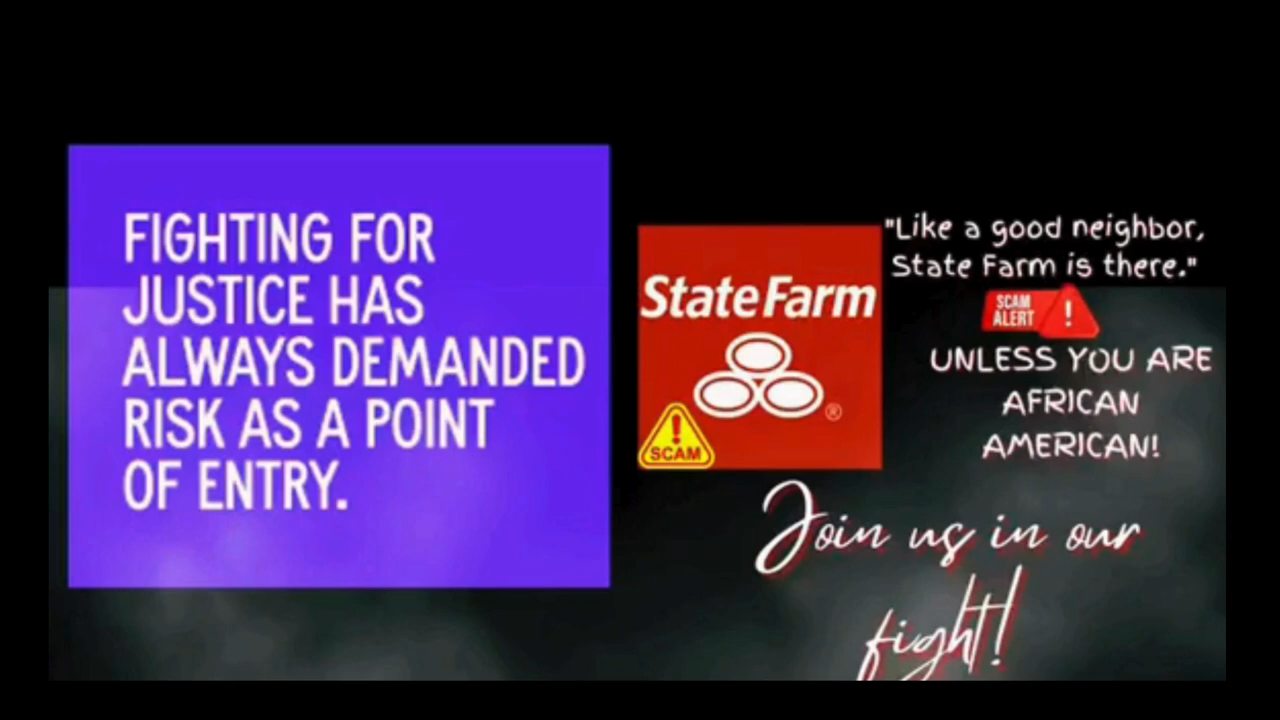 FIGHTING FOR
JUSTICE HAS
ALWAYS DEMANDED
RISK AS A POINT
OF ENTRY.
State Farm
®
SCAM
"Like a good neighbor,
State Farm is there."
SCAM
ALERT
UNLESS YOU ARE
AFRICAN
AMERICAN!
Join us in our
fight!